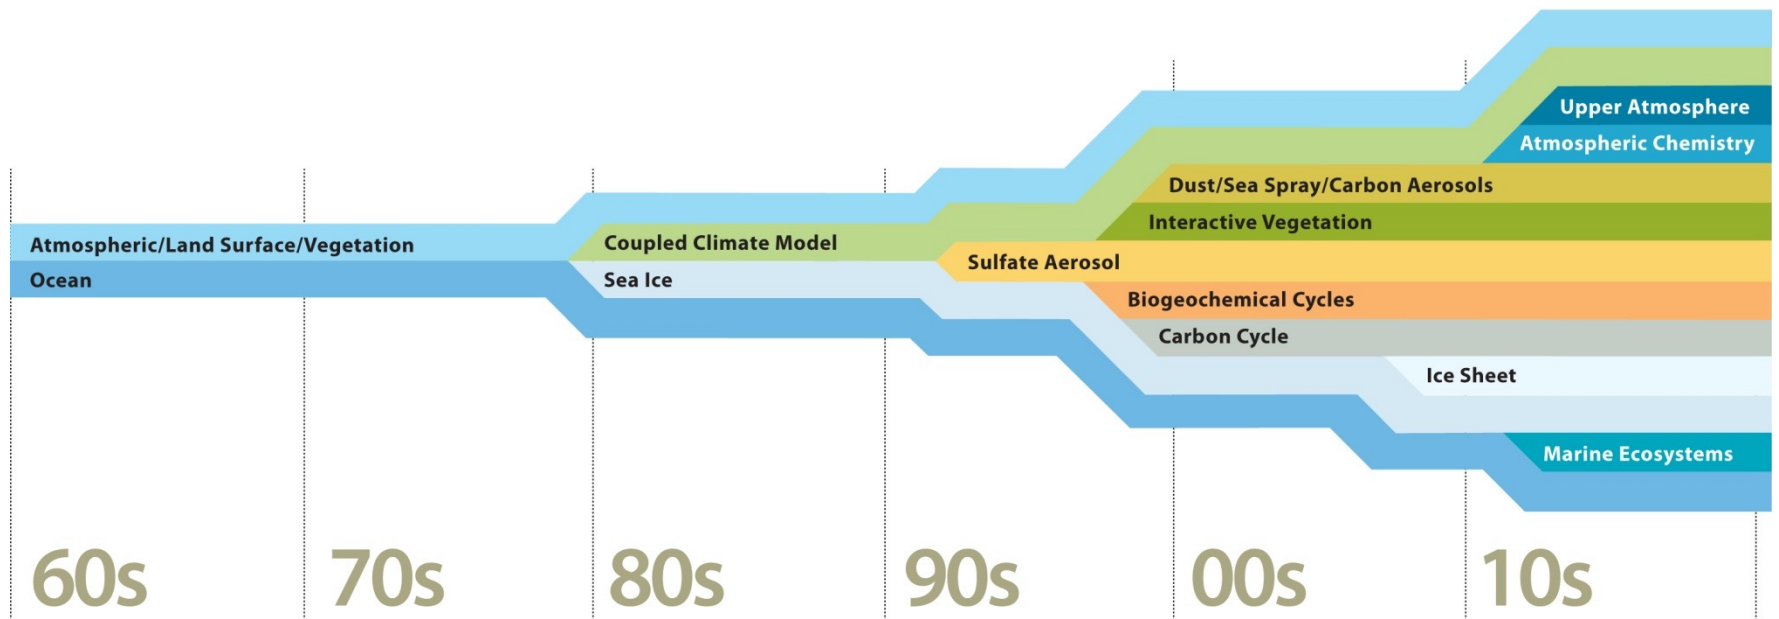 Upper Atmosphere
Atmospheric Chemistry
Dust/Sea Spray/Carbon Aerosols
Interactive Vegetation
Atmospheric/Land Surface/Vegetation
Coupled Climate Model
Sulfate Aerosol
Ocean
Sea Ice
Biogeochemical Cycles
Carbon Cycle
Ice Sheet
Marine Ecosystems
60s
70s
80s
90s
00s
10s